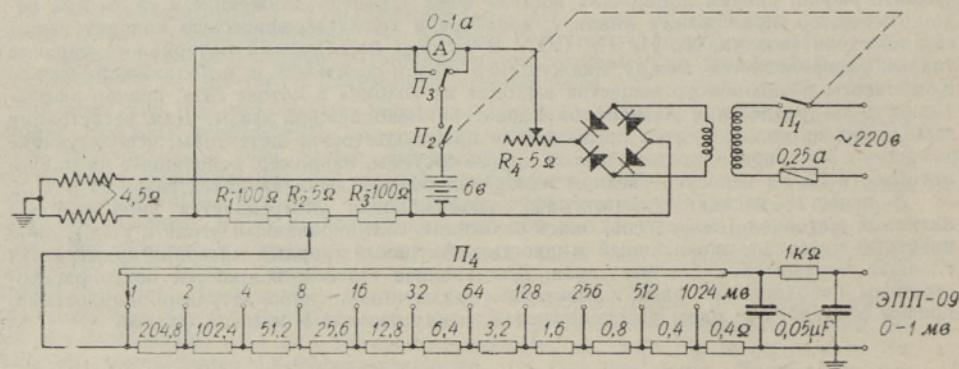 0-1а
А
П3
П2
П1
~220в
0,25а
R4-5Ω
6в
4,5Ω
R1-100Ω R2-5Ω R3-100Ω
П4
1кΩ
1 2 4 8 16 32 64 128 256 512 1024 мв
ЭПП-09
0-1 мв
0,05μF
204,8 102,4 51,2 25,6 12,8 6,4 3,2 1,6 0,8 0,4 0,4Ω